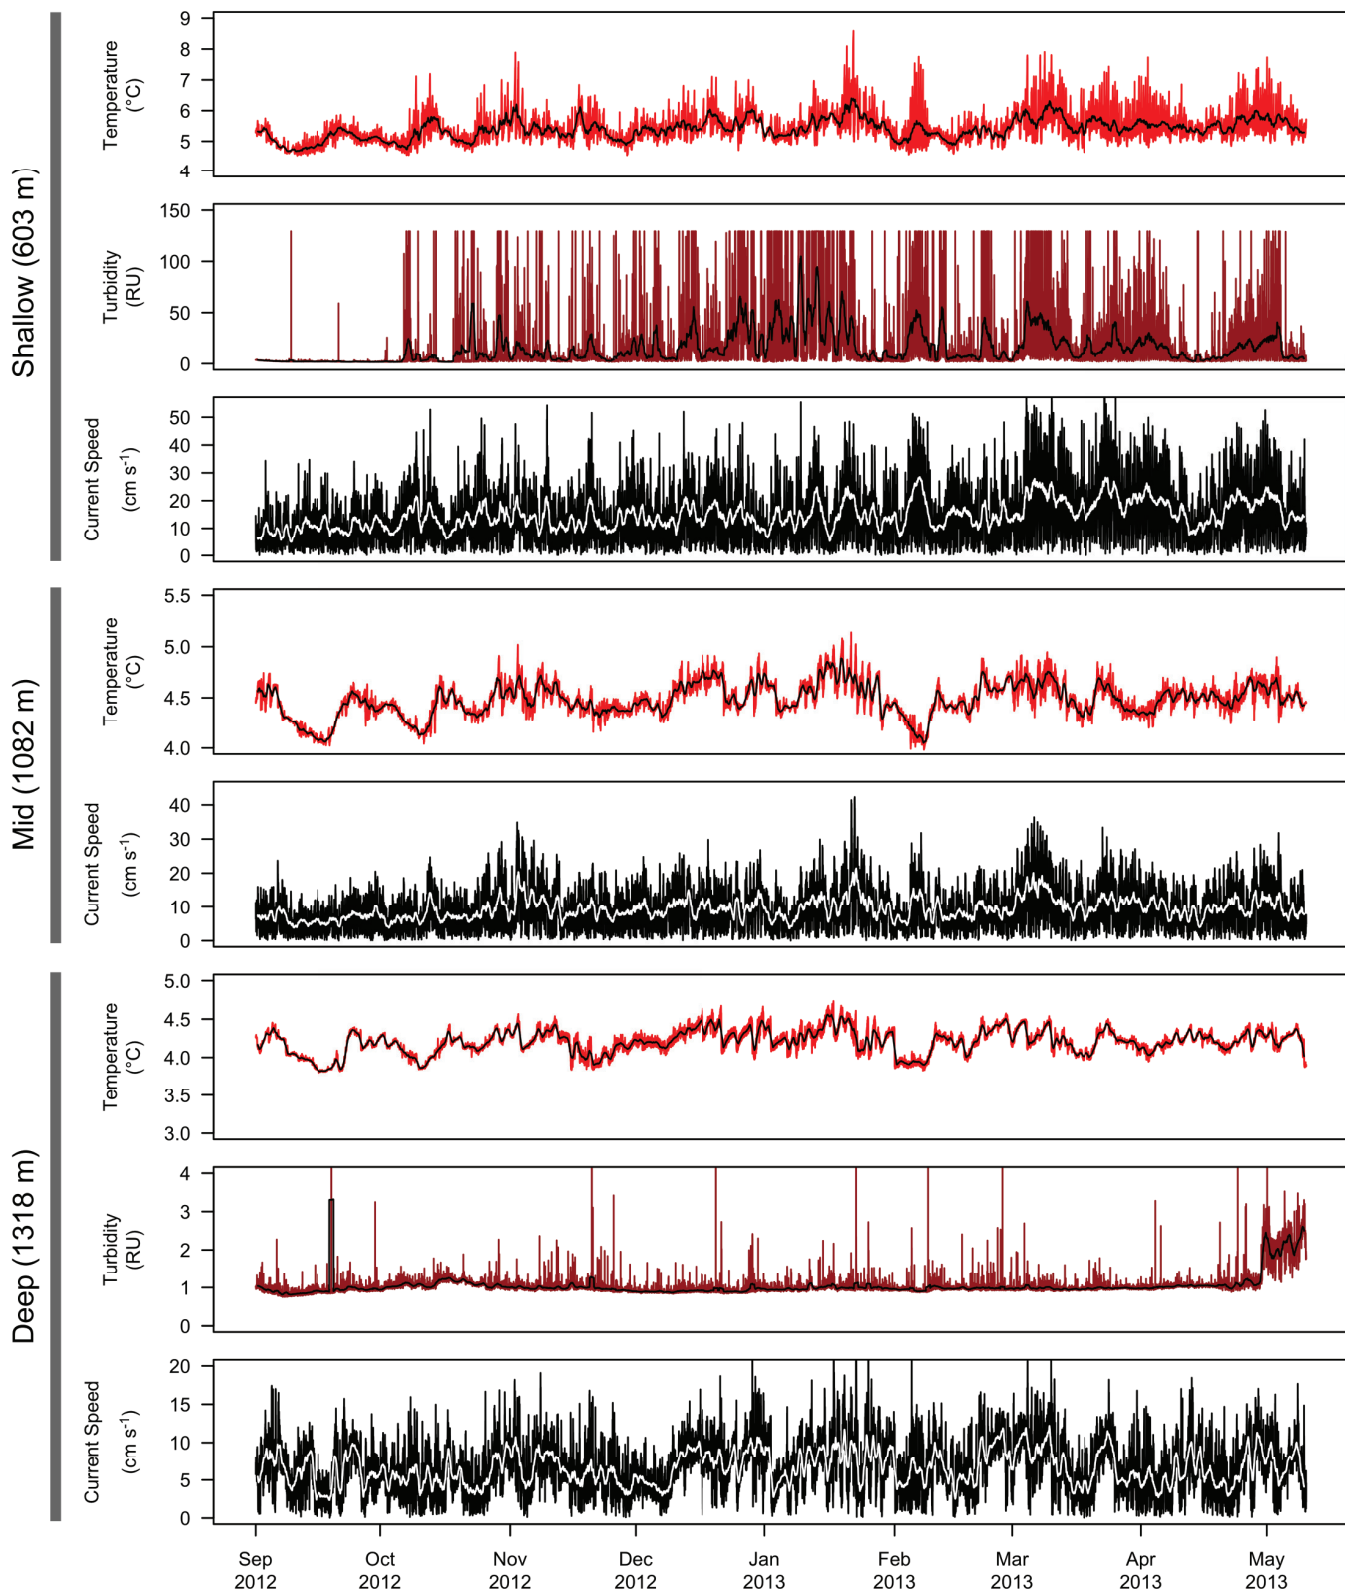 Shallow (603 m)
Temperature
(°C)
9
8
7
6
5
4
Turbidity
(RU)
150
100
50
0
Current Speed
(cm s-1)
50
40
30
20
10
0
Mid (1082 m)
Temperature
(°C)
5.5
5.0
4.5
4.0
Current Speed
(cm s-1)
40
30
20
10
0
Deep (1318 m)
Temperature
(°C)
5.0
4.5
4.0
3.5
3.0
Turbidity
(RU)
4
3
2
1
0
Current Speed
(cm s-1)
20
15
10
5
0
Sep Oct Nov Dec Jan Feb Mar Apr May
2012 2012 2012 2012 2013 2013 2013 2013 2013